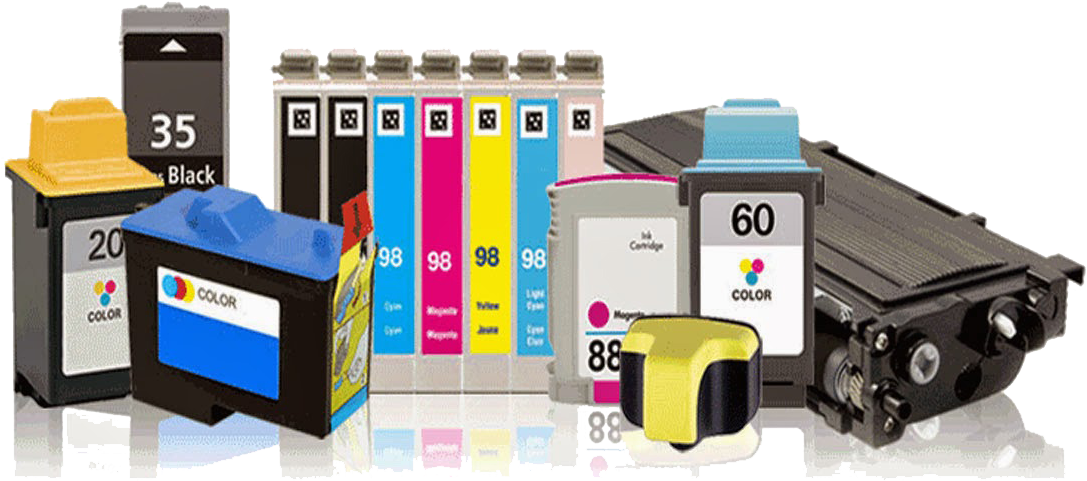 35
Black
20
COLOR
COLOR
98
Cyan
Cyan
98
Magenta
Magenta
98
Yellow
Jaune
98
Light
Cyan
Cyan
Clair
Ink
Cartridge
Magenta
88
60
COLOR